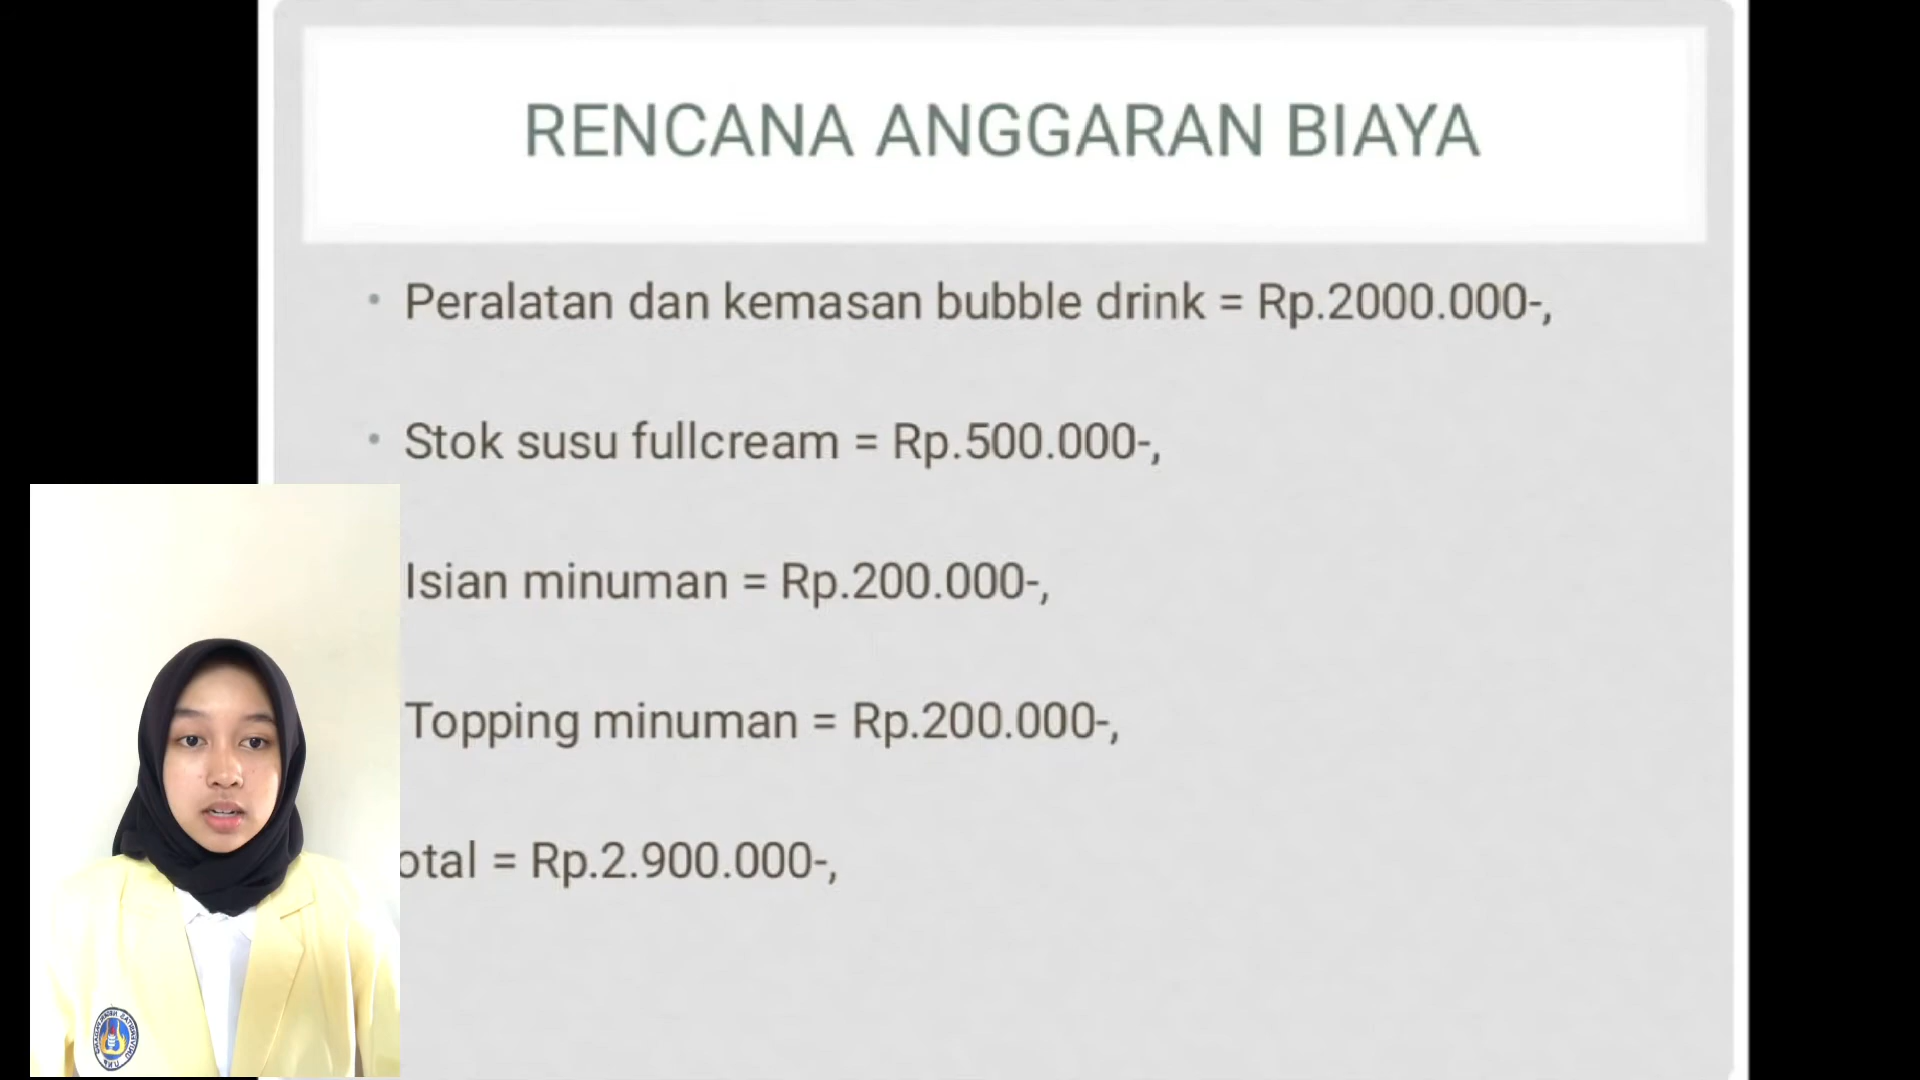 RENCANA ANGGARAN BIAYA
• Peralatan dan kemasan bubble drink = Rp.2000.000-,
• Stok susu fullcream = Rp.500.000-,
Isian minuman = Rp.200.000-,
Topping minuman = Rp.200.000-,
otal = Rp.2.900.000-,